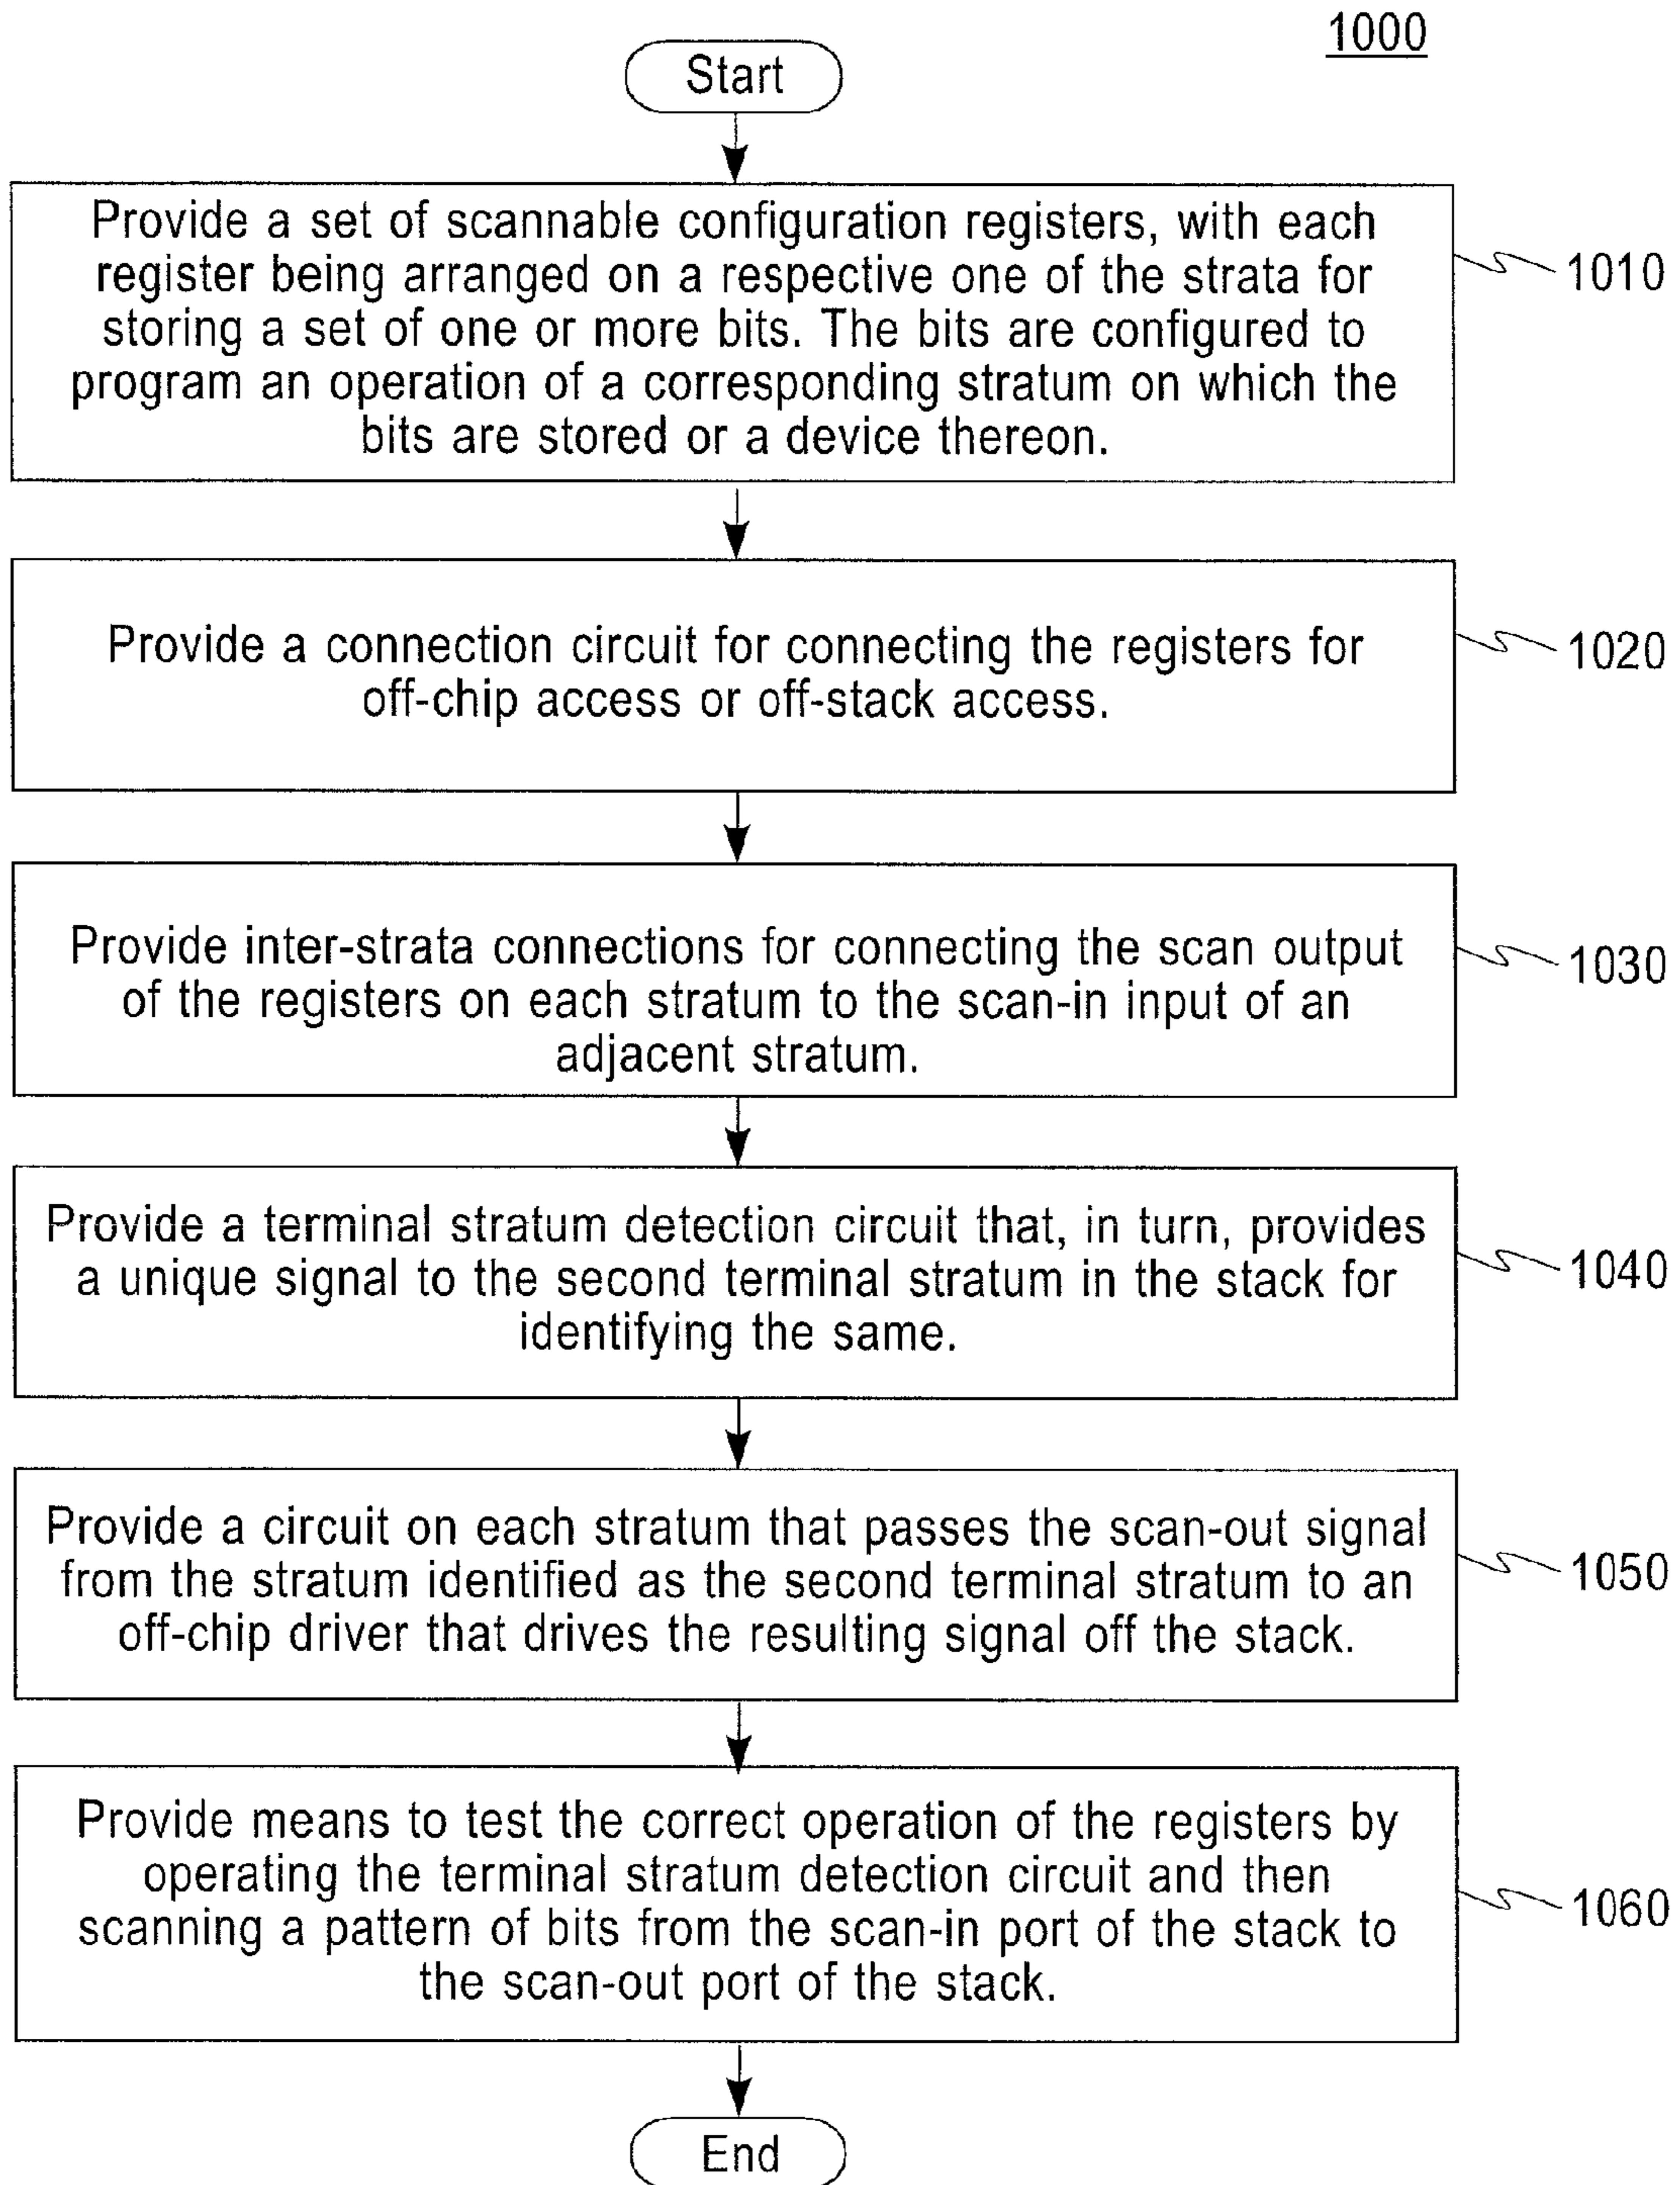 1000
Start
Provide a set of scannable configuration registers, with each
register being arranged on a respective one of the strata for
storing a set of one or more bits. The bits are configured to
program an operation of a corresponding stratum on which the
bits are stored or a device thereon.
1010
Provide a connection circuit for connecting the registers for
off-chip access or off-stack access.
1020
Provide inter-strata connections for connecting the scan output
of the registers on each stratum to the scan-in input of an
adjacent stratum.
1030
Provide a terminal stratum detection circuit that, in turn, provides
a unique signal to the second terminal stratum in the stack for
identifying the same.
1040
Provide a circuit on each stratum that passes the scan-out signal
from the stratum identified as the second terminal stratum to an
off-chip driver that drives the resulting signal off the stack.
1050
Provide means to test the correct operation of the registers by
operating the terminal stratum detection circuit and then
scanning a pattern of bits from the scan-in port of the stack to
the scan-out port of the stack.
1060
End